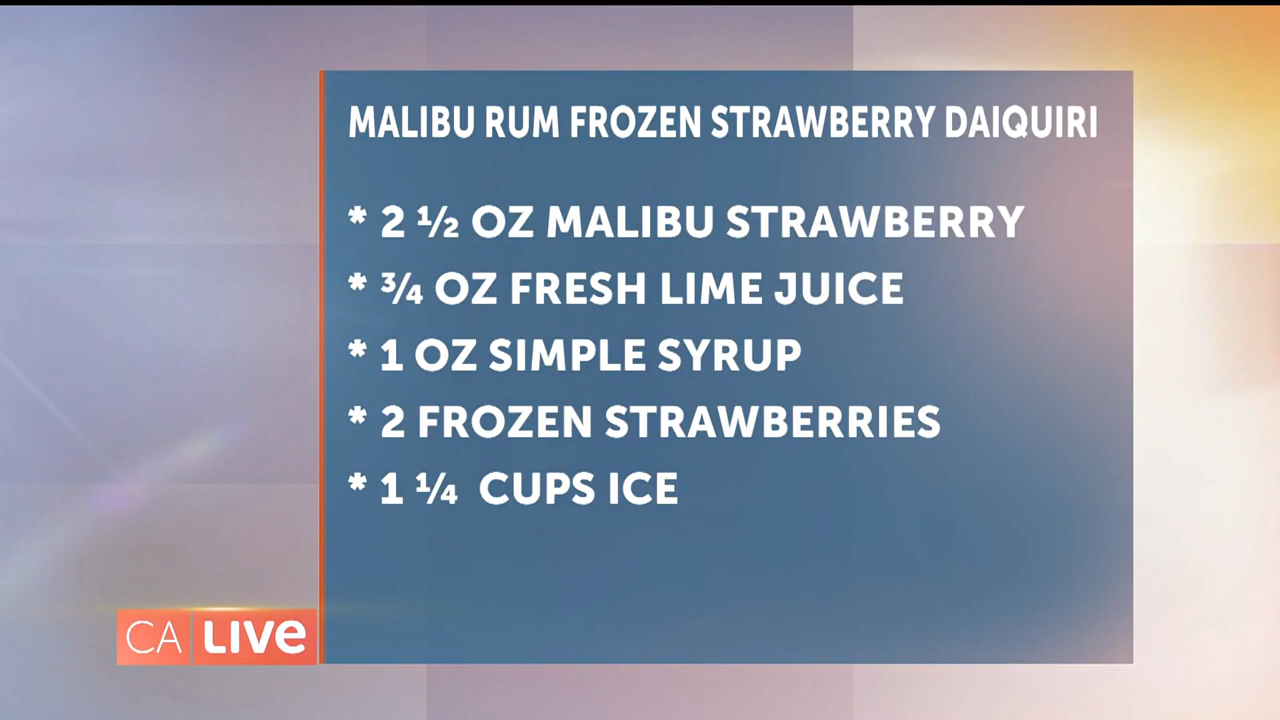 MALIBU RUM FROZEN STRAWBERRY DAIQUIRI
* 2 ½ OZ MALIBU STRAWBERRY
* ¾ OZ FRESH LIME JUICE
* 1 OZ SIMPLE SYRUP
* 2 FROZEN STRAWBERRIES
* 1 ¼ CUPS ICE
CA LIVE